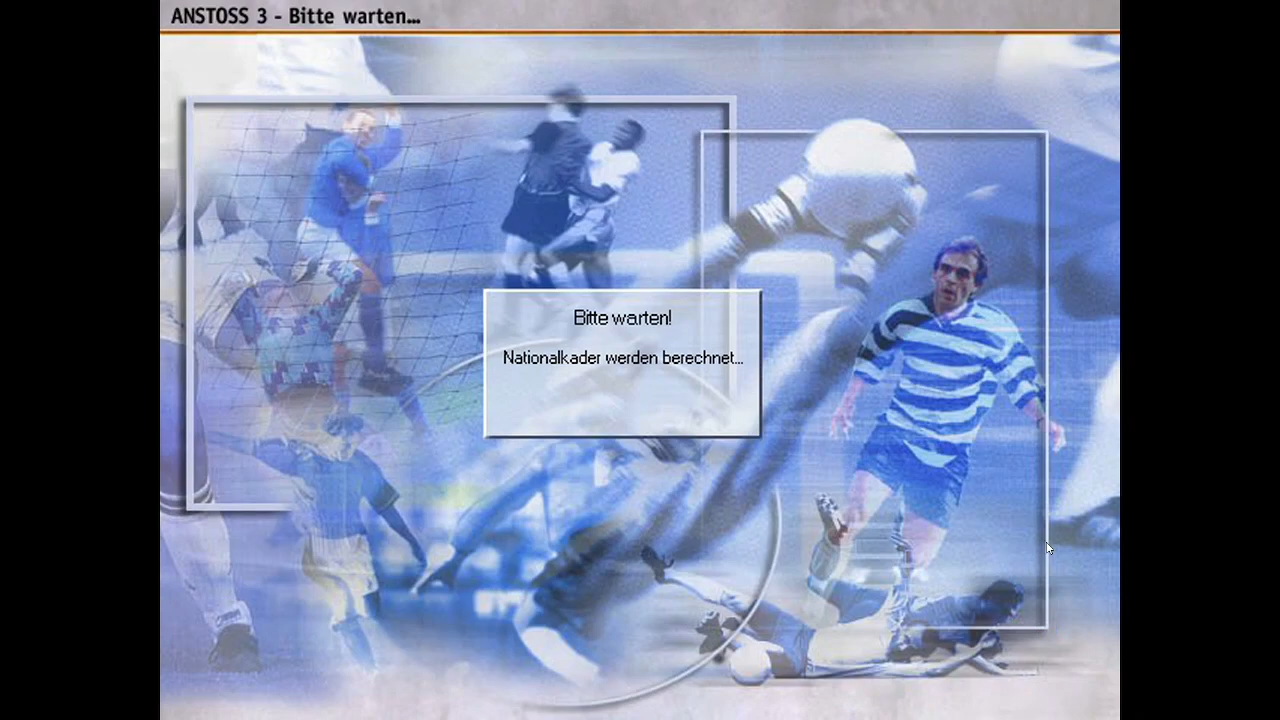 ANSTOSS 3 - Bitte warten...
Bitte warten!
Nationalkader werden berechnet...